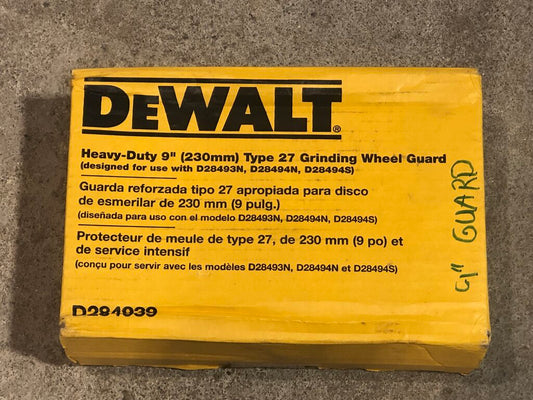 DEWALT®
Heavy-Duty 9" (230mm) Type 27 Grinding Wheel Guard
(designed for use with D28493N, D28494N, D28494S)
Guarda reforzada tipo 27 apropiada para disco
de esmerilar de 230 mm (9 pulg.)
(diseñada para uso con el modelo D28493N, D28494N, D28494S)
Protecteur de meule de type 27, de 230 mm (9 po) et
de service intensif
(conçu pour servir avec les modèles D28493N, D28494N et D28494S)
D284939
9" GUARD